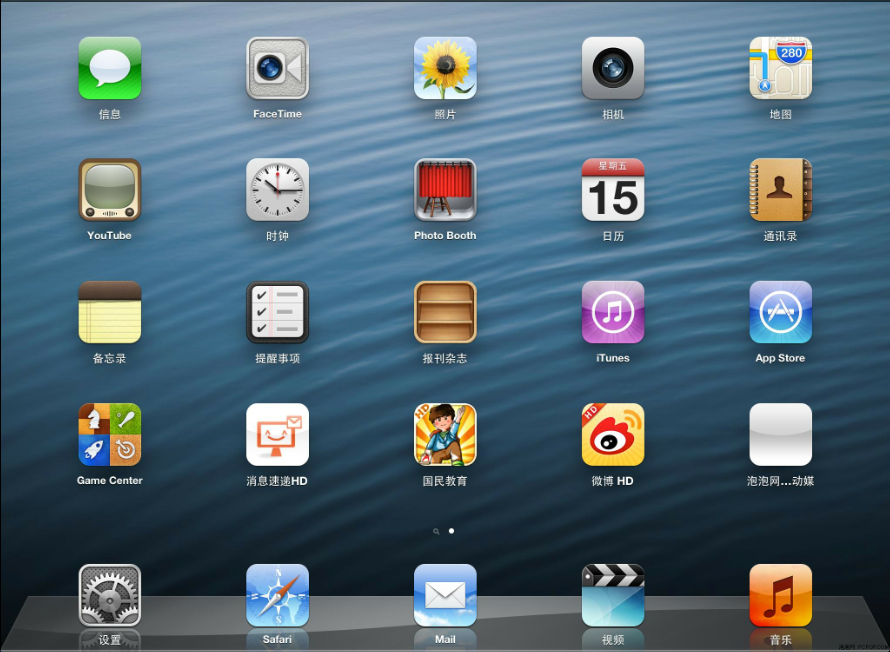 信息
FaceTime
照片
相机
280
地图
YouTube
时钟
Photo Booth
星期五
15
日历
通讯录
备忘录
提醒事项
报刊杂志
iTunes
App Store
Game Center
消息速递HD
HD
国民教育
HD
微博 HD
泡泡网...动媒
设置
N
Safari
Mail
视频
音乐